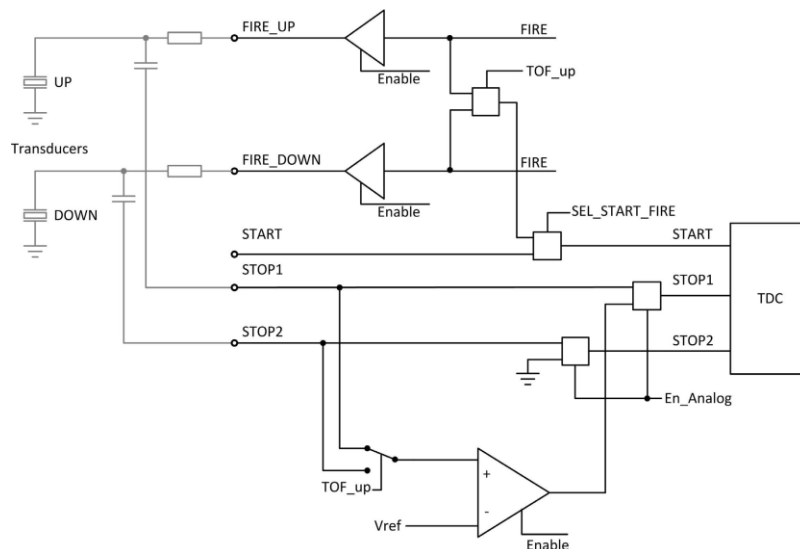 FIRE_UP
FIRE
UP
Enable
TOF_up
Transducers
FIRE_DOWN
FIRE
DOWN
Enable
SEL_START_FIRE
START
START
STOP1
STOP1
TDC
STOP2
STOP2
En_Analog
TOF_up
+
-
Vref
Enable